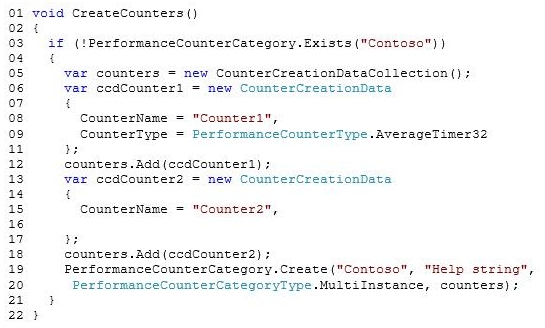 01 void CreateCounters()
02 {
03   if (!PerformanceCounterCategory.Exists("Contoso"))
04   {
05     var counters = new CounterCreationDataCollection();
06     var ccdCounter1 = new CounterCreationData
07     {
08       CounterName = "Counter1",
09       CounterType = PerformanceCounterType.AverageTimer32
11     };
12     counters.Add(ccdCounter1);
13     var ccdCounter2 = new CounterCreationData
14     {
15       CounterName = "Counter2",
16
17     };
18     counters.Add(ccdCounter2);
19     PerformanceCounterCategory.Create("Contoso", "Help string",
20      PerformanceCounterCategoryType.MultiInstance, counters);
21   }
22 }